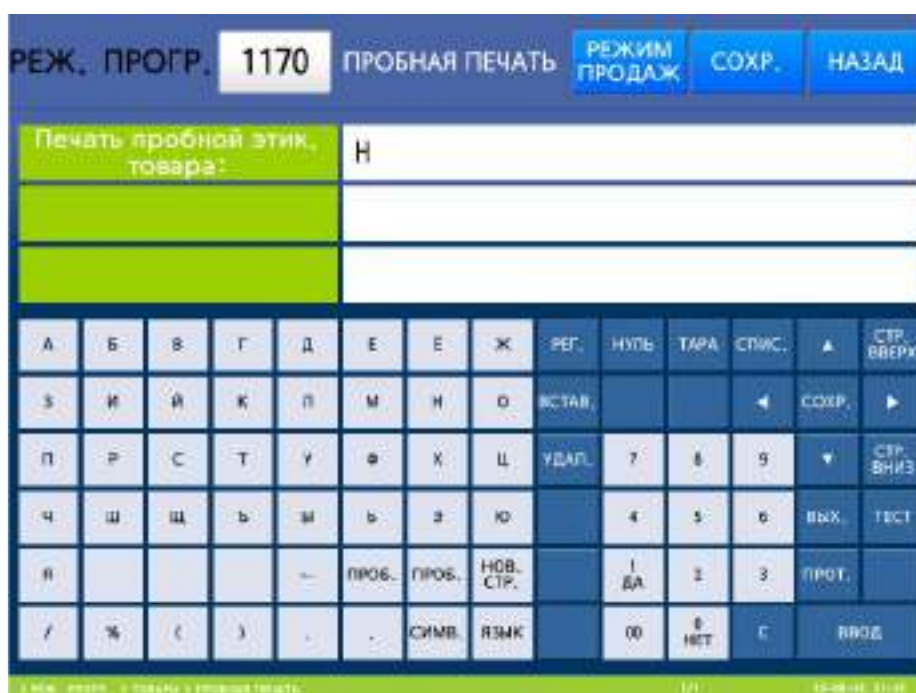 РЕЖ. ПРОГР. 1170 ПРОБНАЯ ПЕЧАТЬ РЕЖИМ ПРОДАЖ СОХР. НАЗАД
Печать пробной этик. товара: Н
А Б В Г Д Е Ё Ж РЕГ. НУЛЬ ТАРА СПИС. ▲ СТР. ВВЕРХ
З И Й К Л М Н О ВСТАВ. ◄ СОХР. ►
П Р С Т У Ф Х Ц УДАЛ. 7 8 9 ▼ СТР. ВНИЗ
Ч Ш Щ Ъ Ы Ь Э Ю 4 5 6 ВЫХ. ТЕСТ
Я ПРОБ. ПРОБ. НОВ. СТР. 1 ДА 2 3 ПРОТ.
/ % ( ) . СИМВ. ЯЗЫК 00 0 НЕТ С ВВОД
1/1